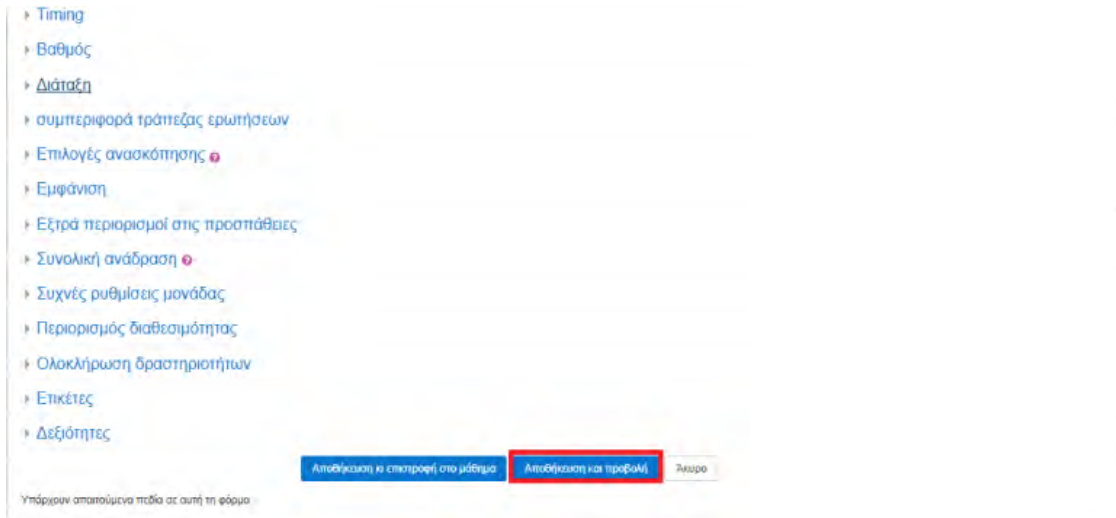 Timing
Βαθμός
Διάταξη
συμπεριφορά τράπεζας ερωτήσεων
Επιλογές ανασκόπησης
Εμφάνιση
Εξτρά περιορισμοί στις προσπάθειες
Συνολική ανάδραση
Συχνές ρυθμίσεις μονάδας
Περιορισμός διαθεσιμότητας
Ολοκλήρωση δραστηριοτήτων
Ετικέτες
Δεξιότητες
Αποθήκευση κι επιστροφή στο μάθημα Αποθήκευση και προβολή Άκυρο
Υπάρχουν απαιτούμενα πεδία σε αυτή τη φόρμα